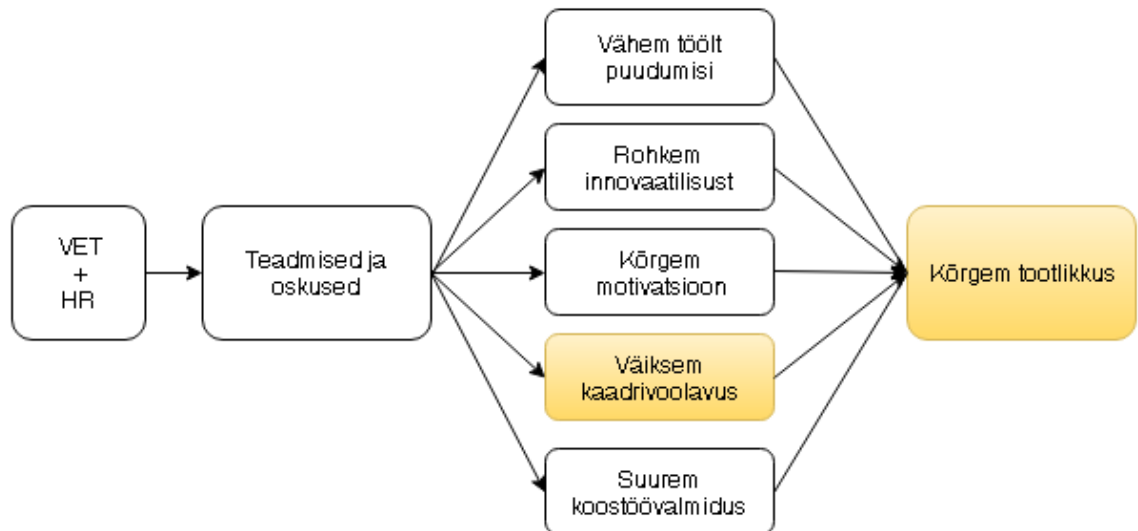 VET
+
HR
Teadmised ja
oskused
Vähem töölt
puudumisi
Rohkem
innovaatilisust
Kõrgem
motivatsioon
Väiksem
kaadrivoolavus
Suurem
koostöövalmidus
Kõrgem tootlikkus